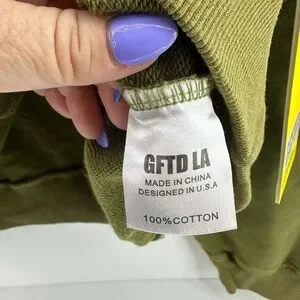 GFTD LA
MADE IN CHINA
DESIGNED IN U.S.A
100%COTTON